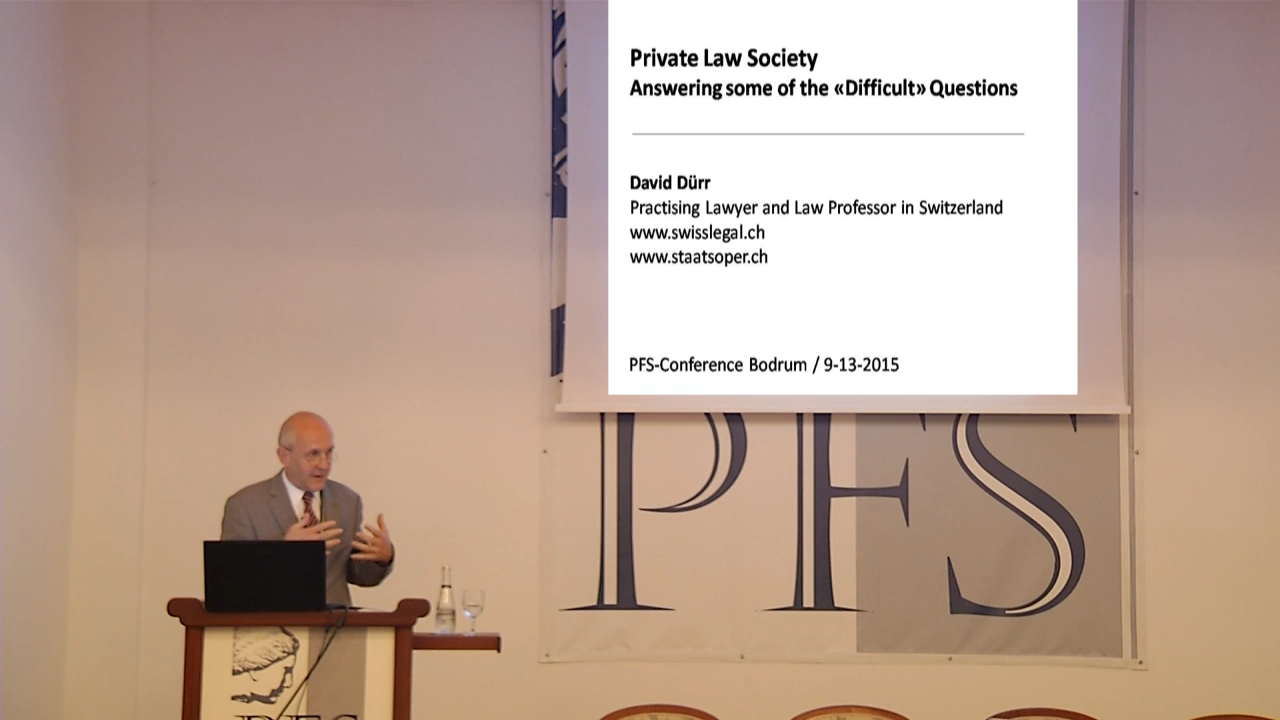 Private Law Society
Answering some of the «Difficult» Questions
David Dürr
Practising Lawyer and Law Professor in Switzerland
www.swisslegal.ch
www.staatsoper.ch
PFS-Conference Bodrum / 9-13-2015
PFS
PFS